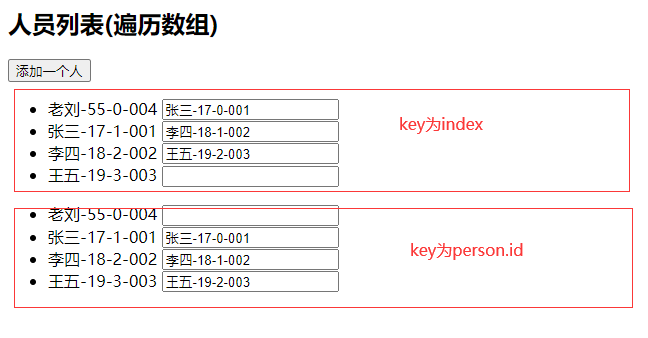 人员列表(遍历数组)
添加一个人
老刘-55-0-004 张三-17-0-001
张三-17-1-001 李四-18-1-002
李四-18-2-002 王五-19-2-003
王五-19-3-003
key为index
老刘-55-0-004
张三-17-1-001 张三-17-0-001
李四-18-2-002 李四-18-1-002
王五-19-3-003 王五-19-2-003
key为person.id